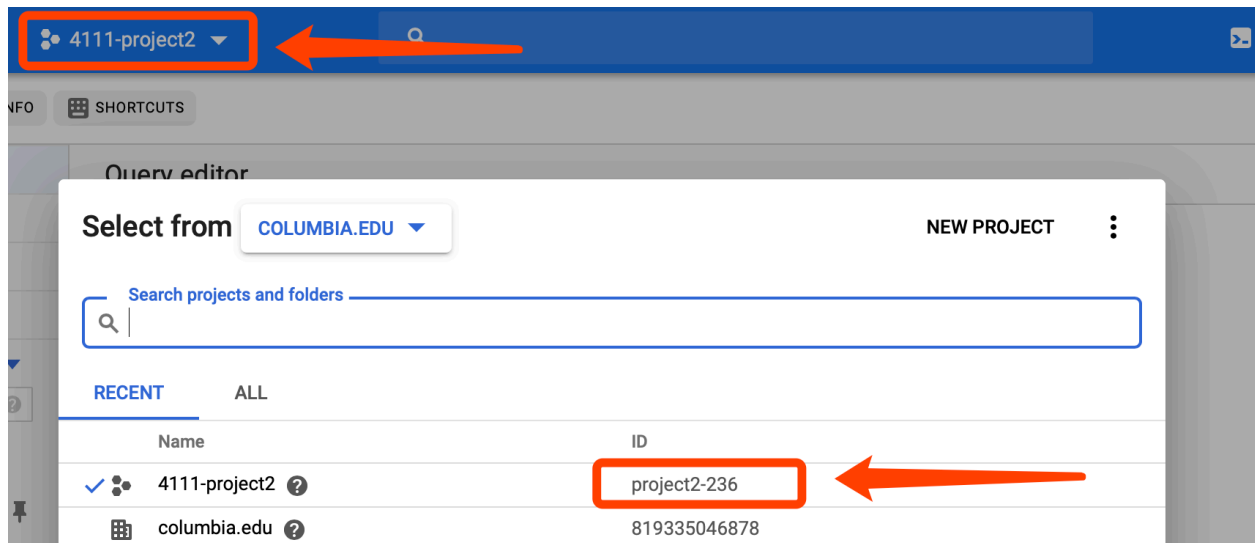 4111-project2
NFO
SHORTCUTS
Query editor
Select from COLUMBIA.EDU
NEW PROJECT
Search projects and folders
RECENT ALL
Name ID
4111-project2 project2-236
columbia.edu 819335046878